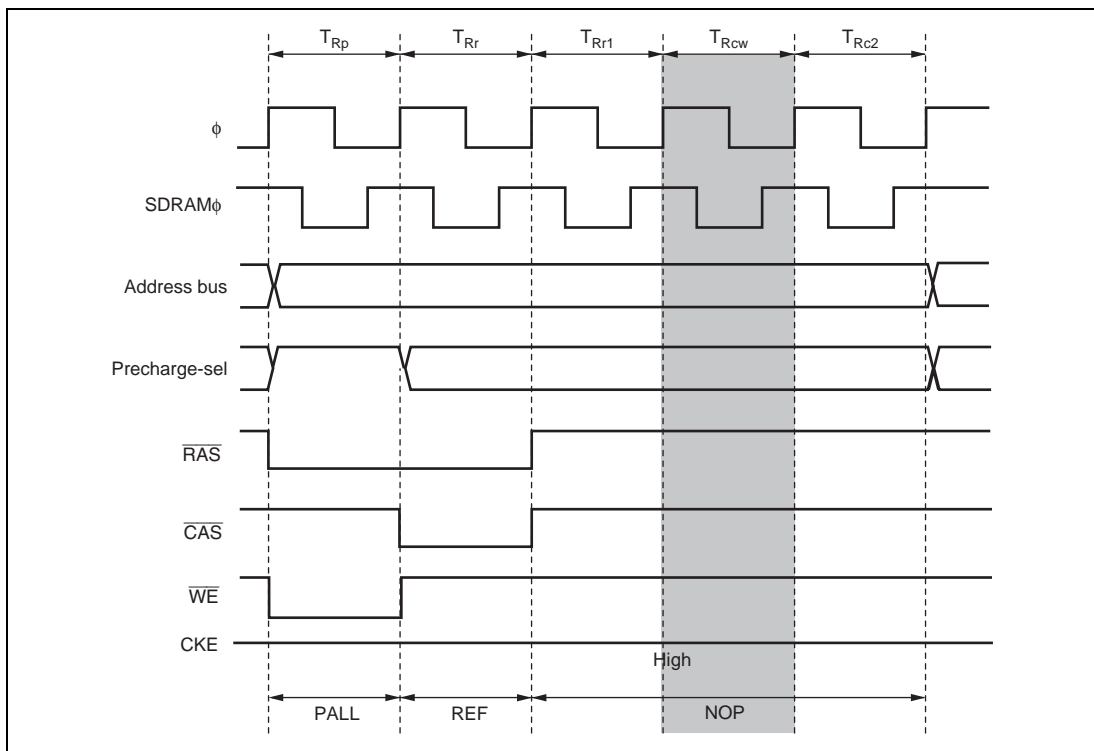 TRp TRr TRr1 TRcw TRc2
ϕ
SDRAMϕ
Address bus
Precharge-sel
RAS
CAS
WE
CKE
High
PALL REF NOP